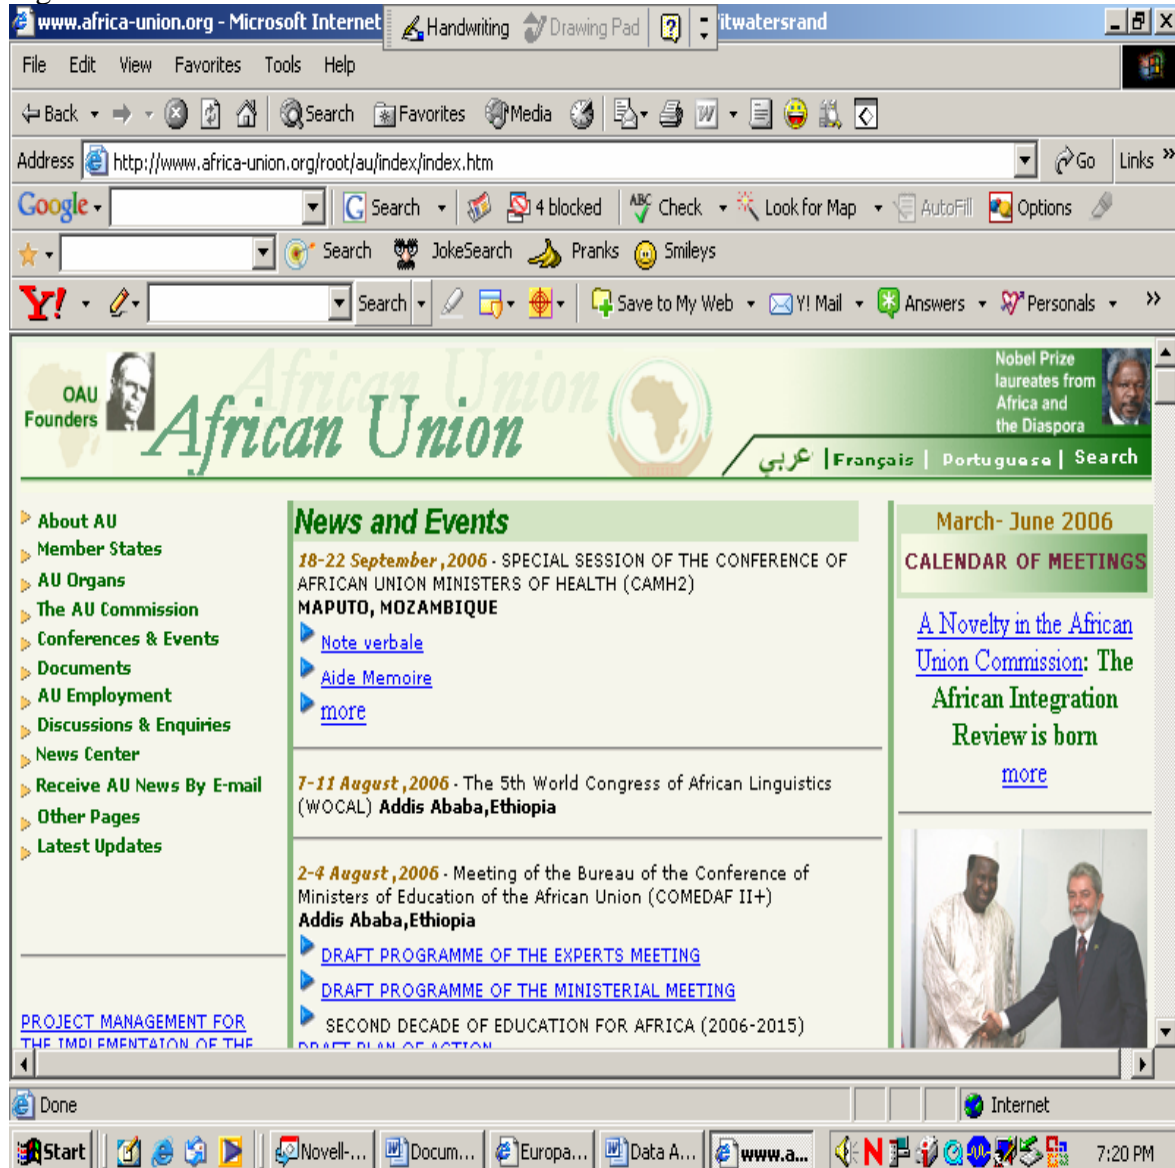 www.africa-union.org - Microsoft Internet
Handwriting Drawing Pad
itwatersrand
File Edit View Favorites Tools Help
Back Search Favorites Media
Address http://www.africa-union.org/root/au/index/index.htm Go Links »
Google Search 4 blocked ABC Check Look for Map AutoFill Options
Search JokeSearch Pranks Smileys
Y! Search Save to My Web Y! Mail Answers Personals »
OAU
Founders
African Union
African Union
Nobel Prize
laureates from
Africa and
the Diaspora
عربي | Français | Portuguese | Search
About AU
Member States
AU Organs
The AU Commission
Conferences & Events
Documents
AU Employment
Discussions & Enquiries
News Center
Receive AU News By E-mail
Other Pages
Latest Updates
PROJECT MANAGEMENT FOR
THE IMPLEMENTAION OF THE
News and Events
18-22 September,2006 - SPECIAL SESSION OF THE CONFERENCE OF
AFRICAN UNION MINISTERS OF HEALTH (CAMH2)
MAPUTO, MOZAMBIQUE
Note verbale
Aide Memoire
more
7-11 August,2006 - The 5th World Congress of African Linguistics
(WOCAL) Addis Ababa,Ethiopia
2-4 August,2006 - Meeting of the Bureau of the Conference of
Ministers of Education of the African Union (COMEDAF II+)
Addis Ababa,Ethiopia
DRAFT PROGRAMME OF THE EXPERTS MEETING
DRAFT PROGRAMME OF THE MINISTERIAL MEETING
SECOND DECADE OF EDUCATION FOR AFRICA (2006-2015)
DRAFT PLAN OF ACTION
March- June 2006
CALENDAR OF MEETINGS
A Novelty in the African
Union Commission: The
African Integration
Review is born
more
Done Internet
Start Novell-... Docum... Europa... Data A... www.a... 7:20 PM